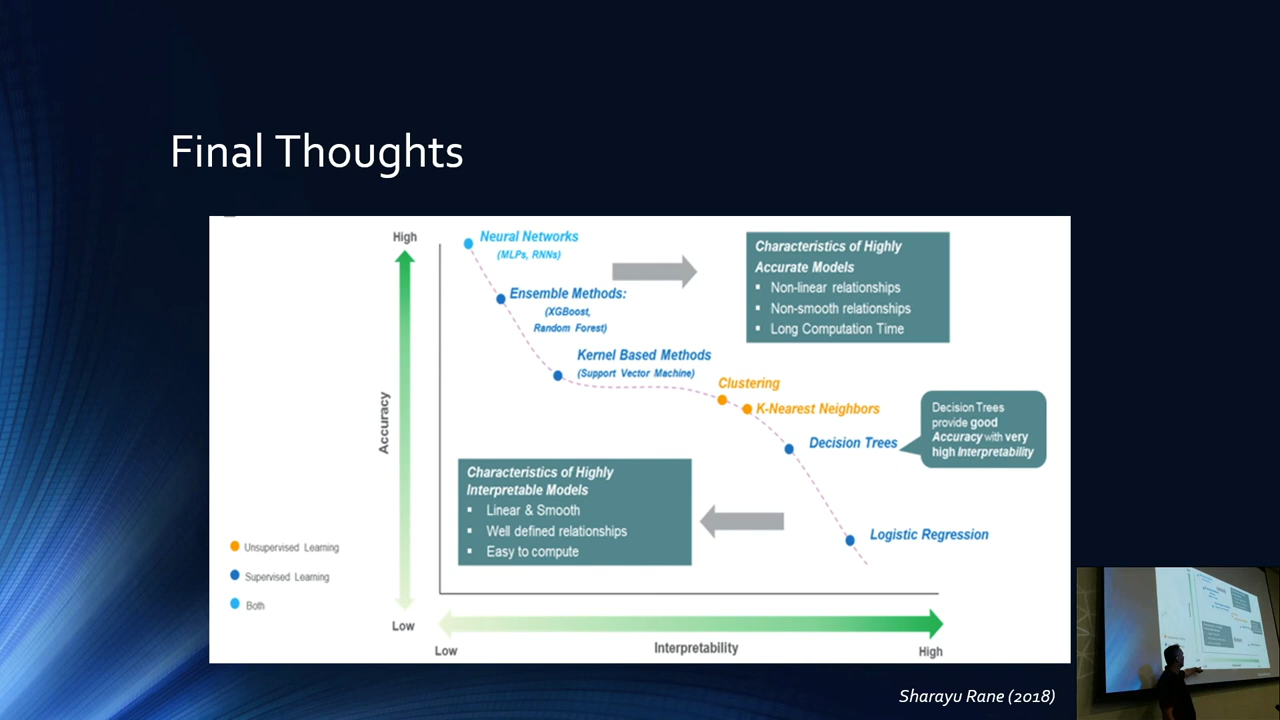 Final Thoughts
High
Neural Networks
(MLPs, RNNs)
Ensemble Methods:
(XGBoost,
Random Forest)
Kernel Based Methods
(Support Vector Machine)
Clustering
K-Nearest Neighbors
Decision Trees
Logistic Regression
Characteristics of Highly
Accurate Models
▪ Non-linear relationships
▪ Non-smooth relationships
▪ Long Computation Time
Decision Trees
provide good
Accuracy with very
high Interpretability
Accuracy
Characteristics of Highly
Interpretable Models
▪ Linear & Smooth
▪ Well defined relationships
▪ Easy to compute
Unsupervised Learning
Supervised Learning
Both
Low
Low
Interpretability
High
Sharayu Rane (2018)